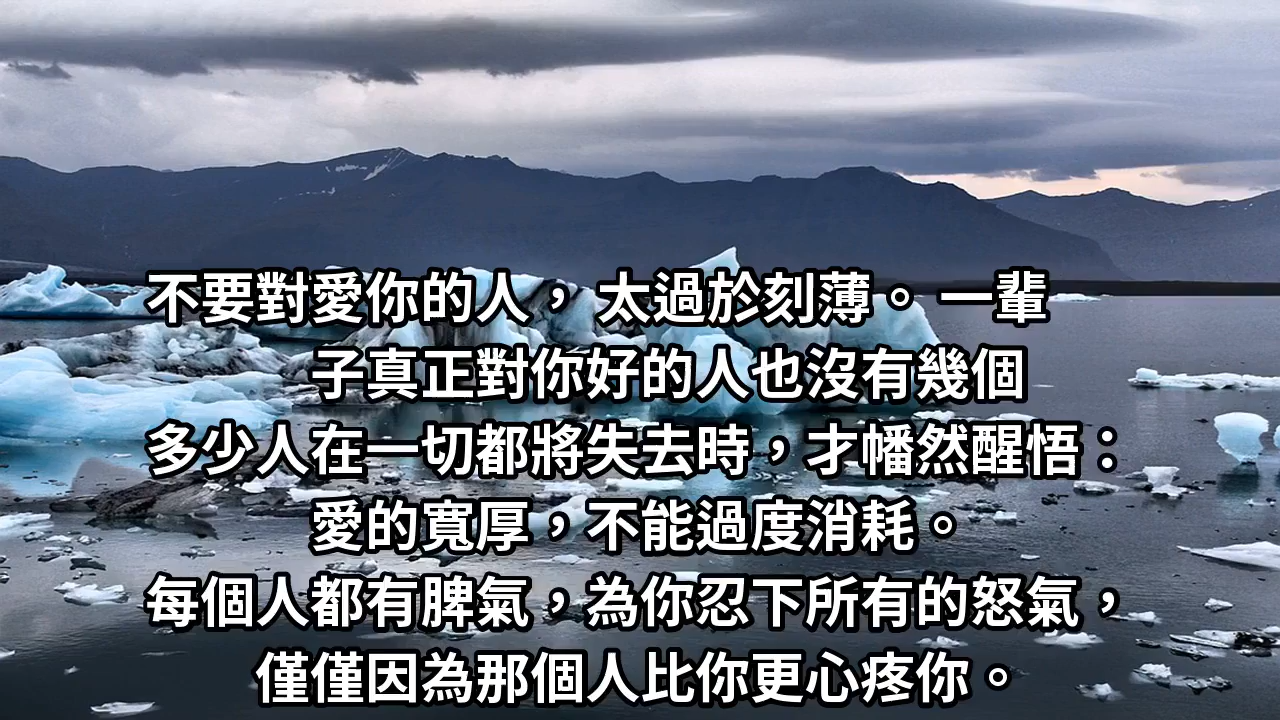 不要對愛你的人， 太過於刻薄。 一輩
子真正對你好的人也沒有幾個
多少人在一切都將失去時，才幡然醒悟：
愛的寬厚，不能過度消耗。
每個人都有脾氣，為你忍下所有的怒氣，
僅僅因為那個人比你更心疼你。